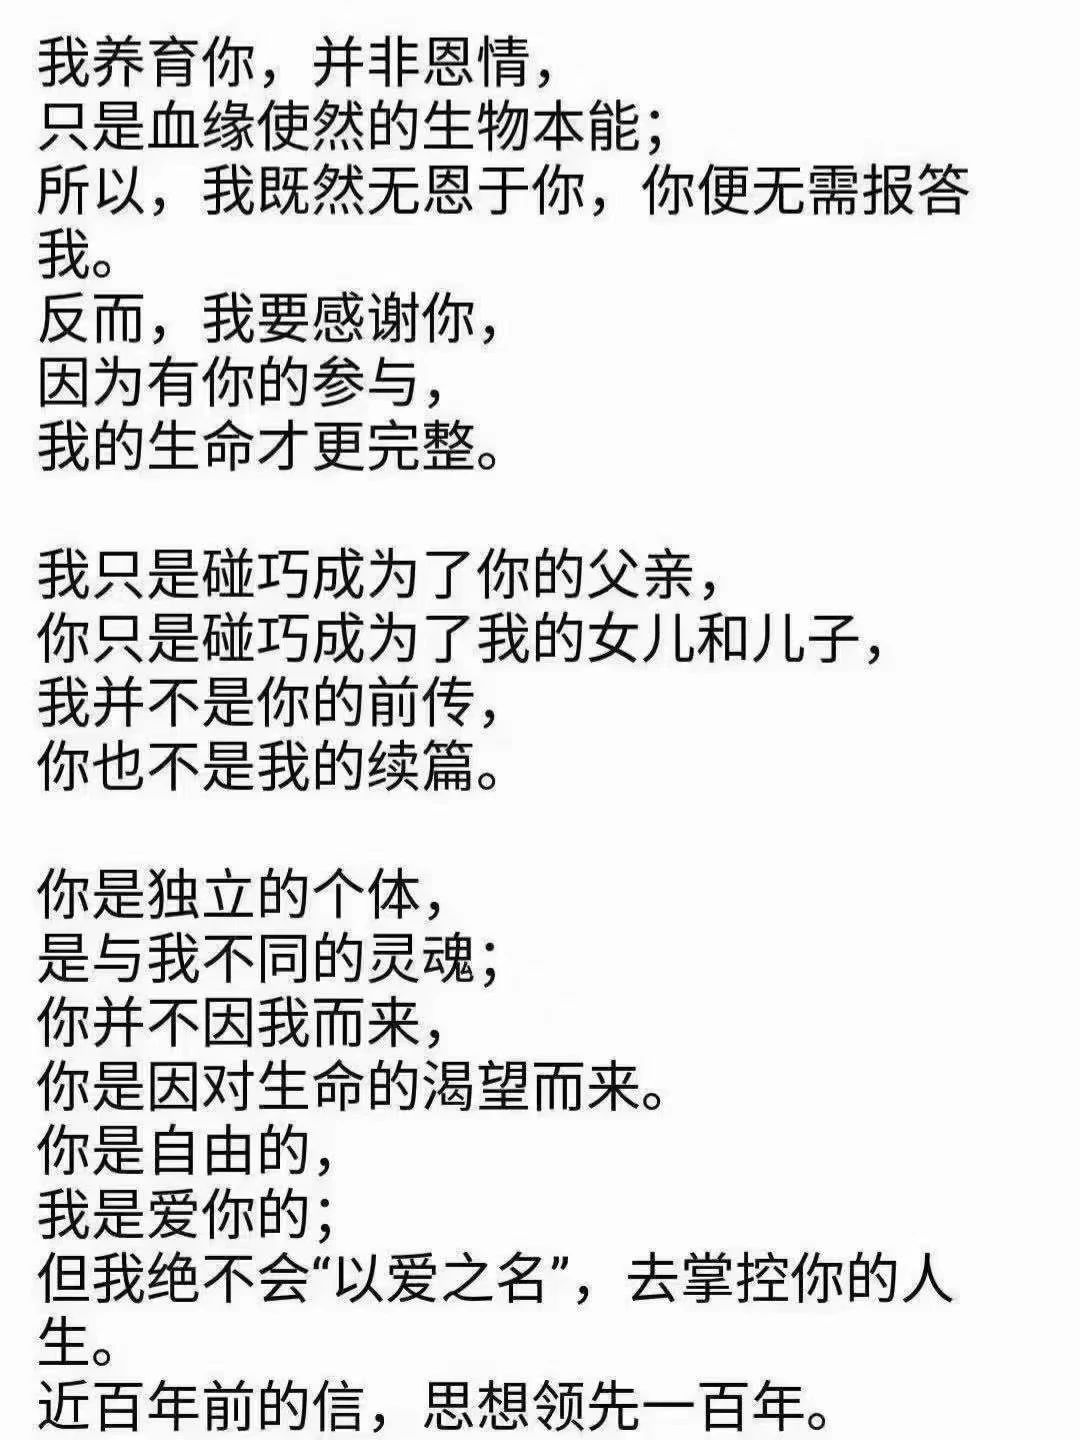 我养育你，并非恩情，
只是血缘使然的生物本能；
所以，我既然无恩于你，你便无需报答
我。
反而，我要感谢你，
因为有你的参与，
我的生命才更完整。
我只是碰巧成为了你的父亲，
你只是碰巧成为了我的女儿和儿子，
我并不是你的前传，
你也不是我的续篇。
你是独立的个体，
是与我不同的灵魂；
你并不因我而来，
你是因对生命的渴望而来。
你是自由的，
我是爱你的；
但我绝不会“以爱之名”，去掌控你的人
生。
近百年前的信，思想领先一百年。